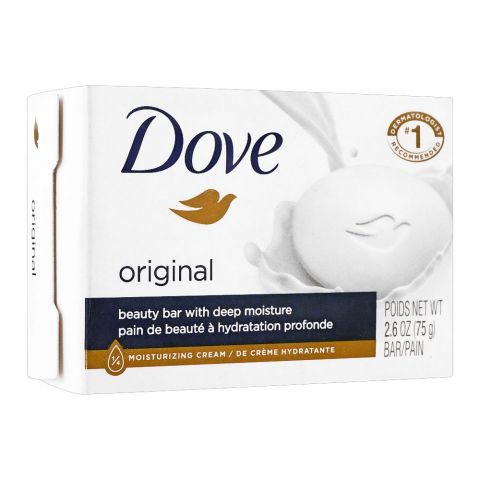 Dove
DERMATOLOGIST
#1
RECOMMENDED
original
original
beauty bar with deep moisture
pain de beauté à hydratation profonde
1/4 MOISTURIZING CREAM / DE CRÈME HYDRATANTE
POIDS NET WT
2.6 OZ (75 g)
BAR/PAIN